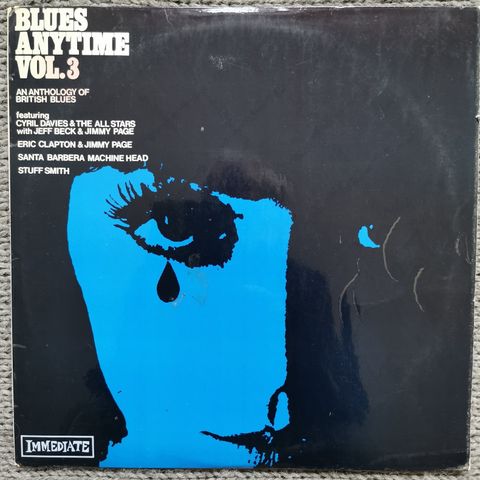 BLUES
ANYTIME
VOL.3
AN ANTHOLOGY OF
BRITISH BLUES
featuring
CYRIL DAVIES & THE ALL STARS
with JEFF BECK & JIMMY PAGE
ERIC CLAPTON & JIMMY PAGE
SANTA BARBERA MACHINE HEAD
STUFF SMITH
IMMEDIATE